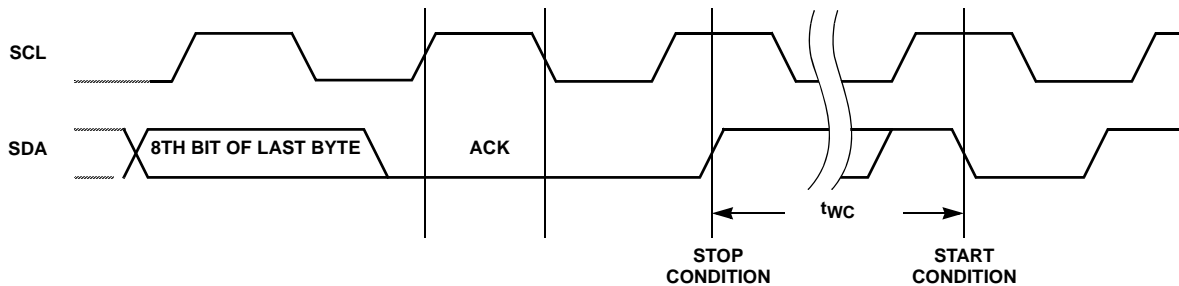 SCL
SDA
8TH BIT OF LAST BYTE
ACK
tWC
STOP
CONDITION
START
CONDITION